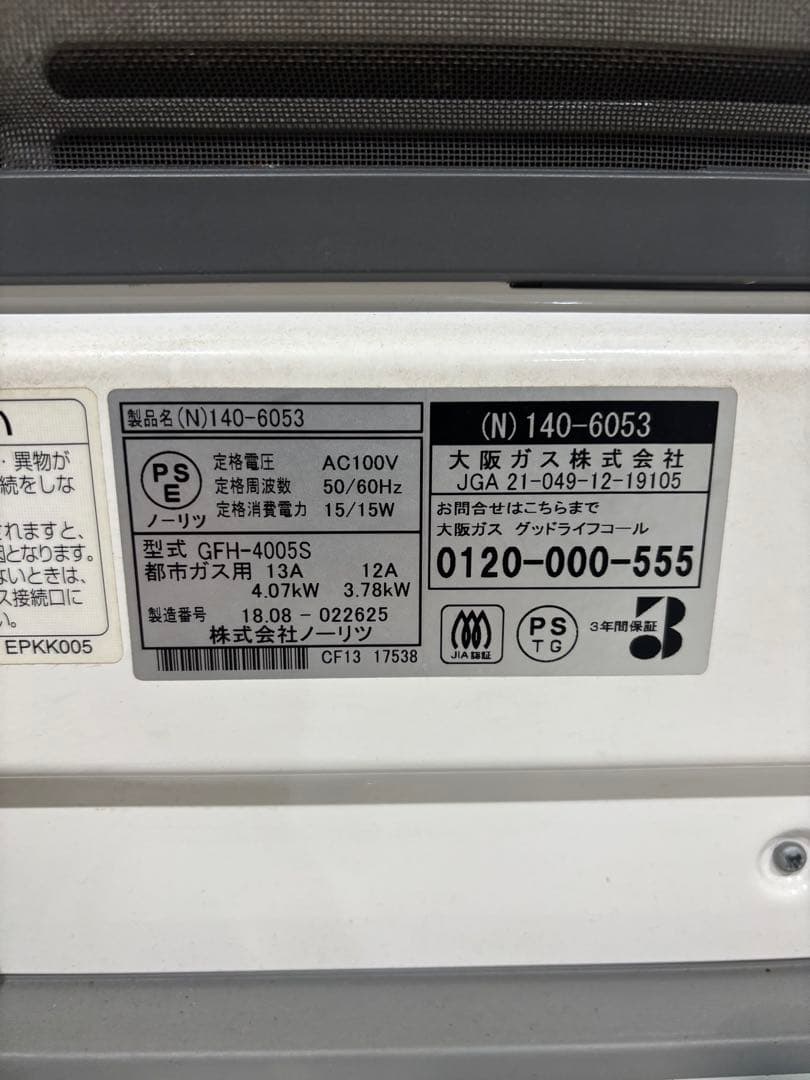 ・異物が
続をしな
されますと、
因となります。
ないときは、
ス接続口に
い。
EPKK005
製品名(N)140-6053
PS
E
ノーリツ
定格電圧 AC100V
定格周波数 50/60Hz
定格消費電力 15/15W
型式 GFH-4005S
都市ガス用 13A 12A
4.07kW 3.78kW
製造番号 18.08-022625
株式会社ノーリツ
CF13 17538
(N)140-6053
大阪ガス株式会社
JGA 21-049-12-19105
お問合せはこちらまで
大阪ガス グッドライフコール
0120-000-555
JIA認証
PS
TG
3年間保証
3